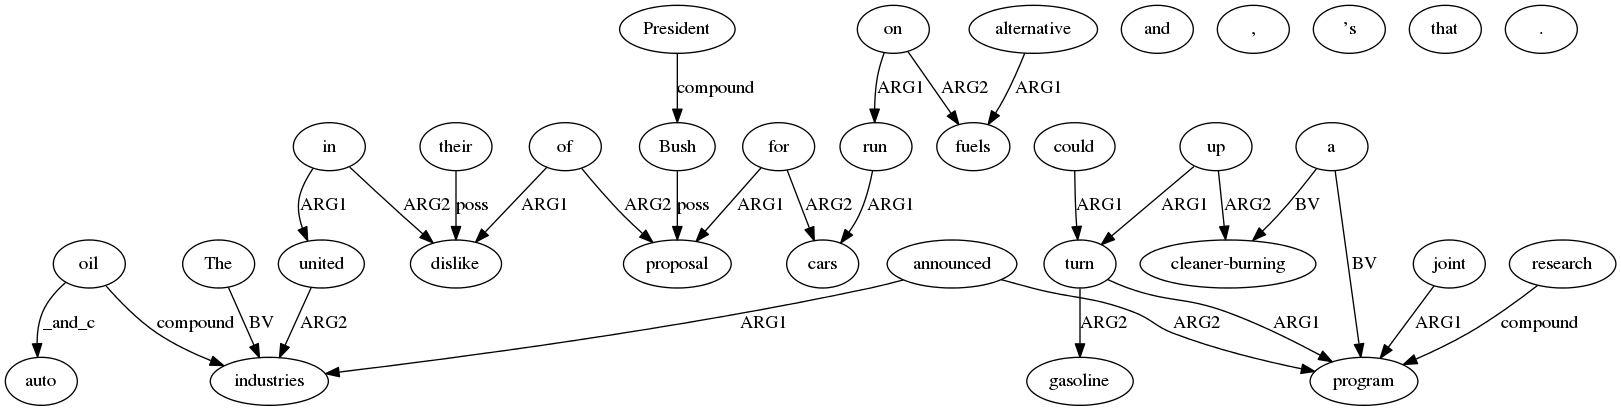 President on alternative and , 's that .
compound ARG1 ARG2 ARG1
in their of Bush for run fuels could up a
ARG1 ARG2 poss ARG1 ARG2 poss ARG1 ARG2 ARG1 ARG1 ARG1 ARG2 BV BV
oil The united dislike proposal cars announced turn cleaner-burning joint research
_and_c compound BV ARG2 ARG1 ARG2 ARG2 ARG1 ARG1 compound
auto industries gasoline program